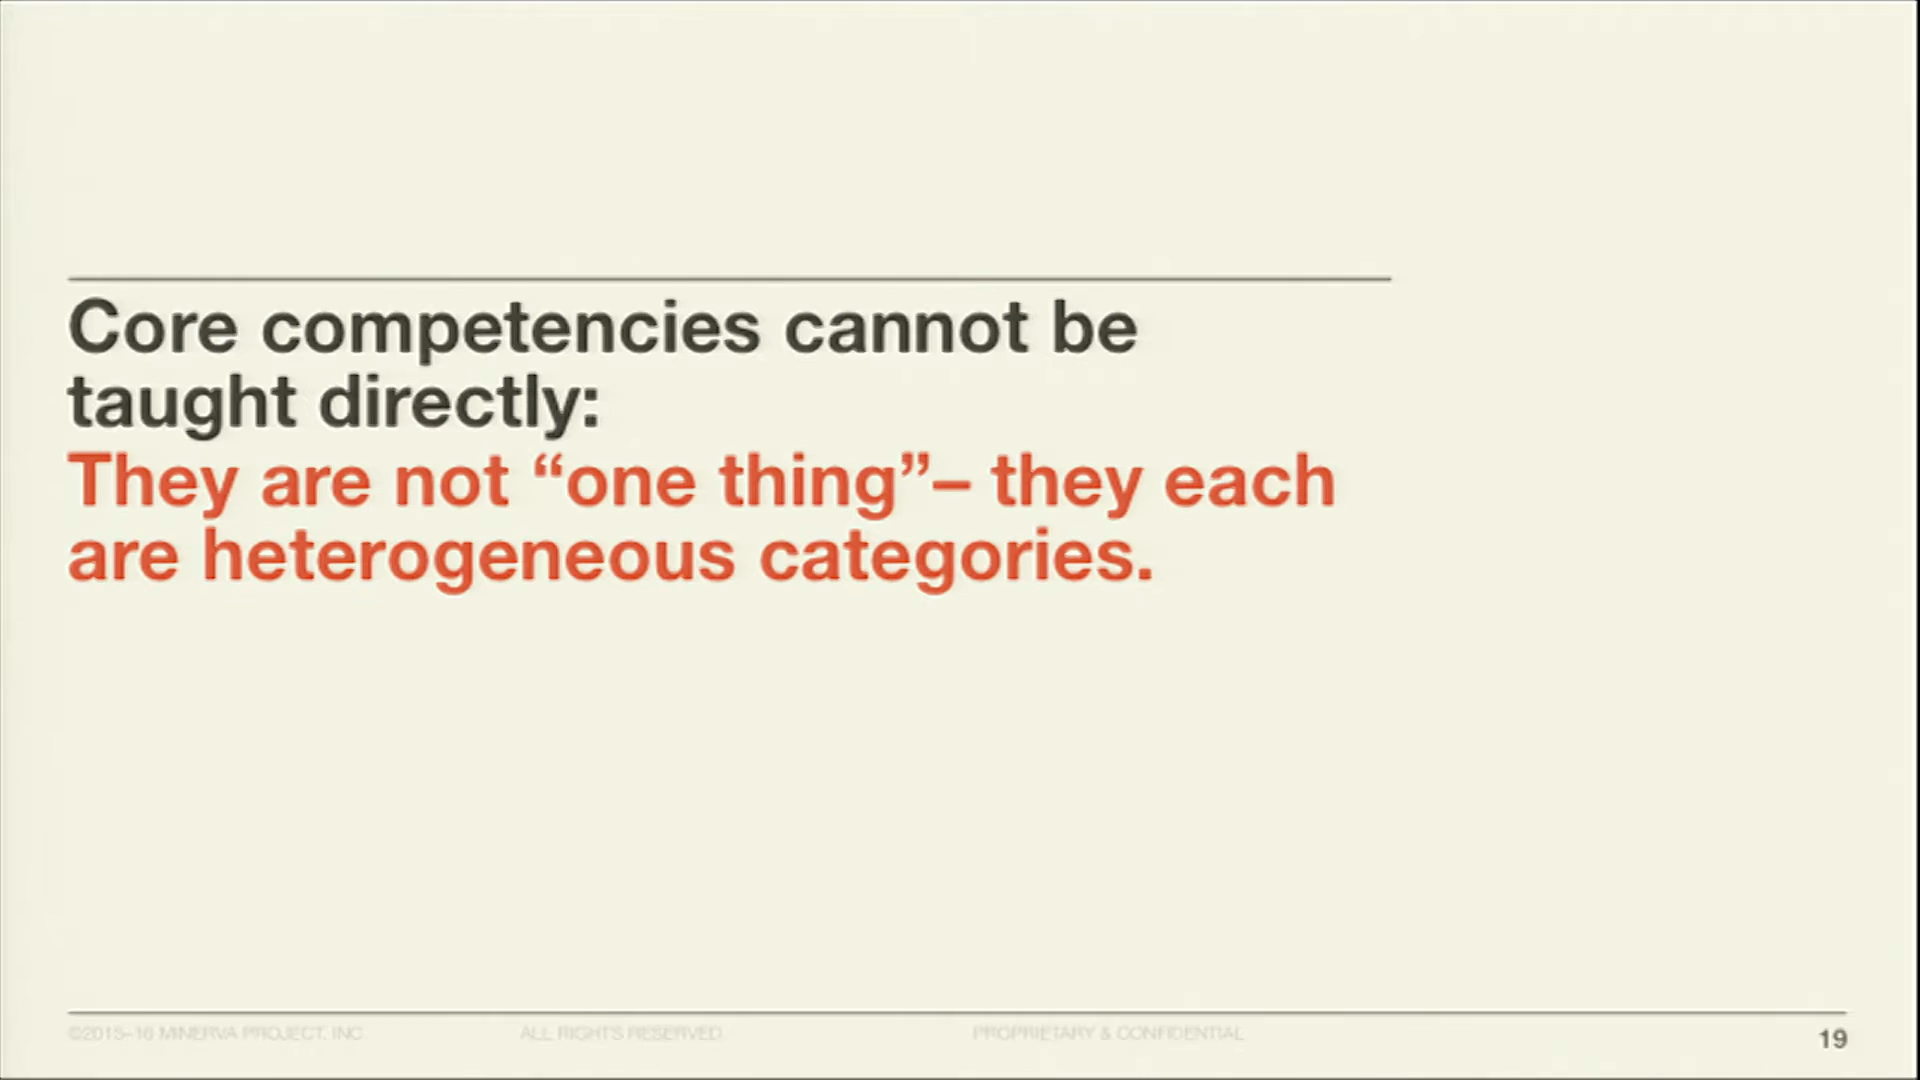 Core competencies cannot be
taught directly:
They are not “one thing”– they each
are heterogeneous categories.
©2015–16 MINERVA PROJECT, INC
ALL RIGHTS RESERVED
PROPRIETARY & CONFIDENTIAL
19